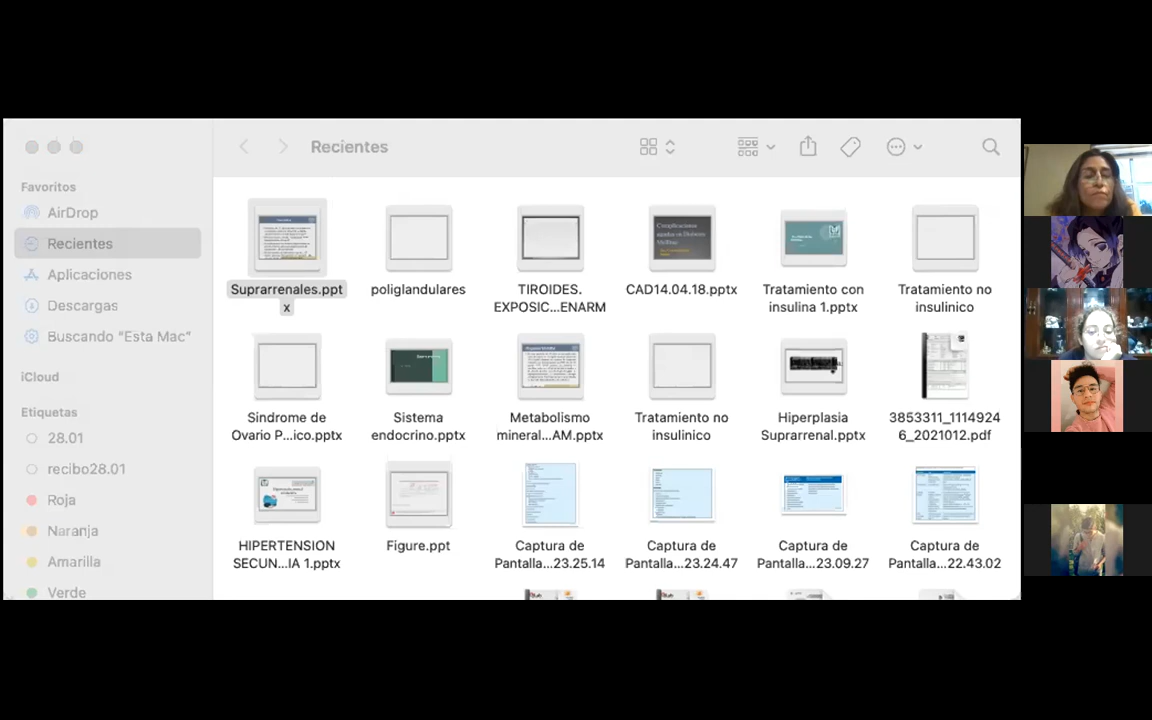 Recientes
Favoritos
AirDrop
Recientes
Aplicaciones
Descargas
Buscando “Esta Mac”
iCloud
Etiquetas
28.01
recibo28.01
Roja
Naranja
Amarilla
Verde
Suprarrenales.ppt
x
poliglandulares
TIROIDES.
EXPOSIC...ENARM
CAD14.04.18.pptx
Tratamiento con
insulina 1.pptx
Tratamiento no
insulinico
Sindrome de
Ovario P...ico.pptx
Sistema
endocrino.pptx
Metabolismo
mineral...AM.pptx
Tratamiento no
insulinico
Hiperplasia
Suprarrenal.pptx
3853311_1114924
6_2021012.pdf
HIPERTENSION
SECUN...IA 1.pptx
Figure.ppt
Captura de
Pantalla...23.25.14
Captura de
Pantalla...23.24.47
Captura de
Pantalla...23.09.27
Captura de
Pantalla...22.43.02